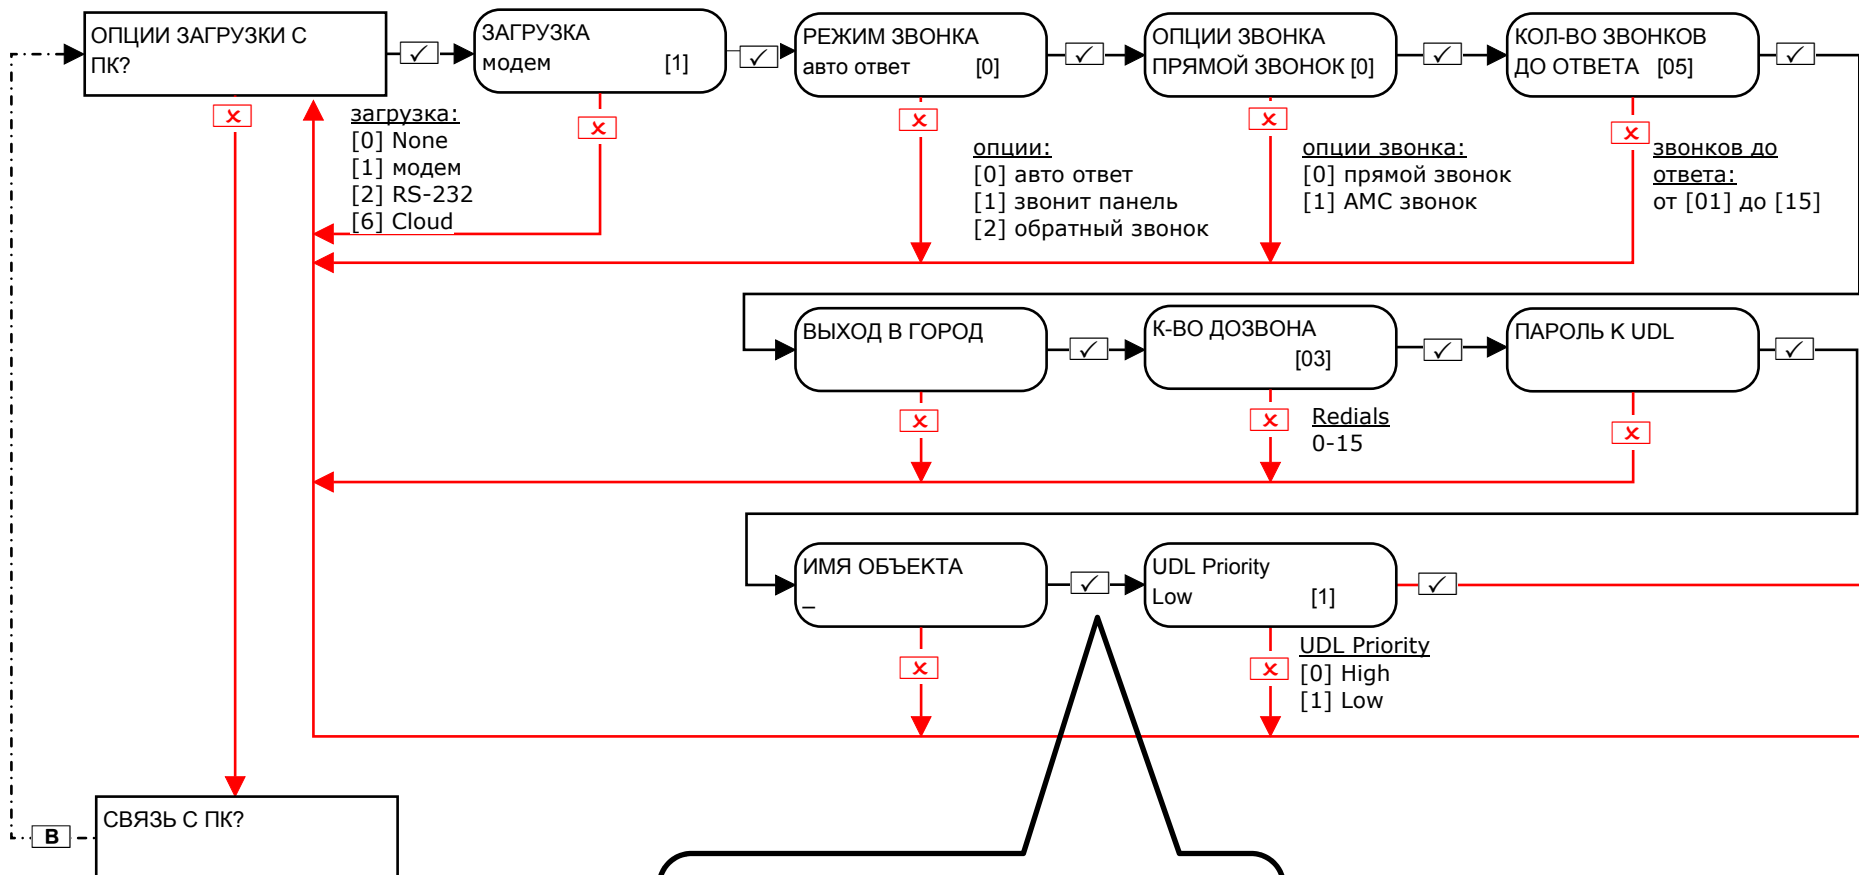 ОПЦИИ ЗАГРУЗКИ С
ПК?
ЗАГРУЗКА
модем [1]
РЕЖИМ ЗВОНКА
авто ответ [0]
ОПЦИИ ЗВОНКА
ПРЯМОЙ ЗВОНОК [0]
КОЛ-ВО ЗВОНКОВ
ДО ОТВЕТА [05]
загрузка:
[0] None
[1] модем
[2] RS-232
[6] Cloud
опции:
[0] авто ответ
[1] звонит панель
[2] обратный звонок
опции звонка:
[0] прямой звонок
[1] АМС звонок
звонков до
ответа:
от [01] до [15]
ВЫХОД В ГОРОД
К-ВО ДОЗВОНА
[03]
ПАРОЛЬ К UDL
Redials
0-15
ИМЯ ОБЪЕКТА
_
UDL Priority
Low [1]
UDL Priority
[0] High
[1] Low
СВЯЗЬ С ПК?
B